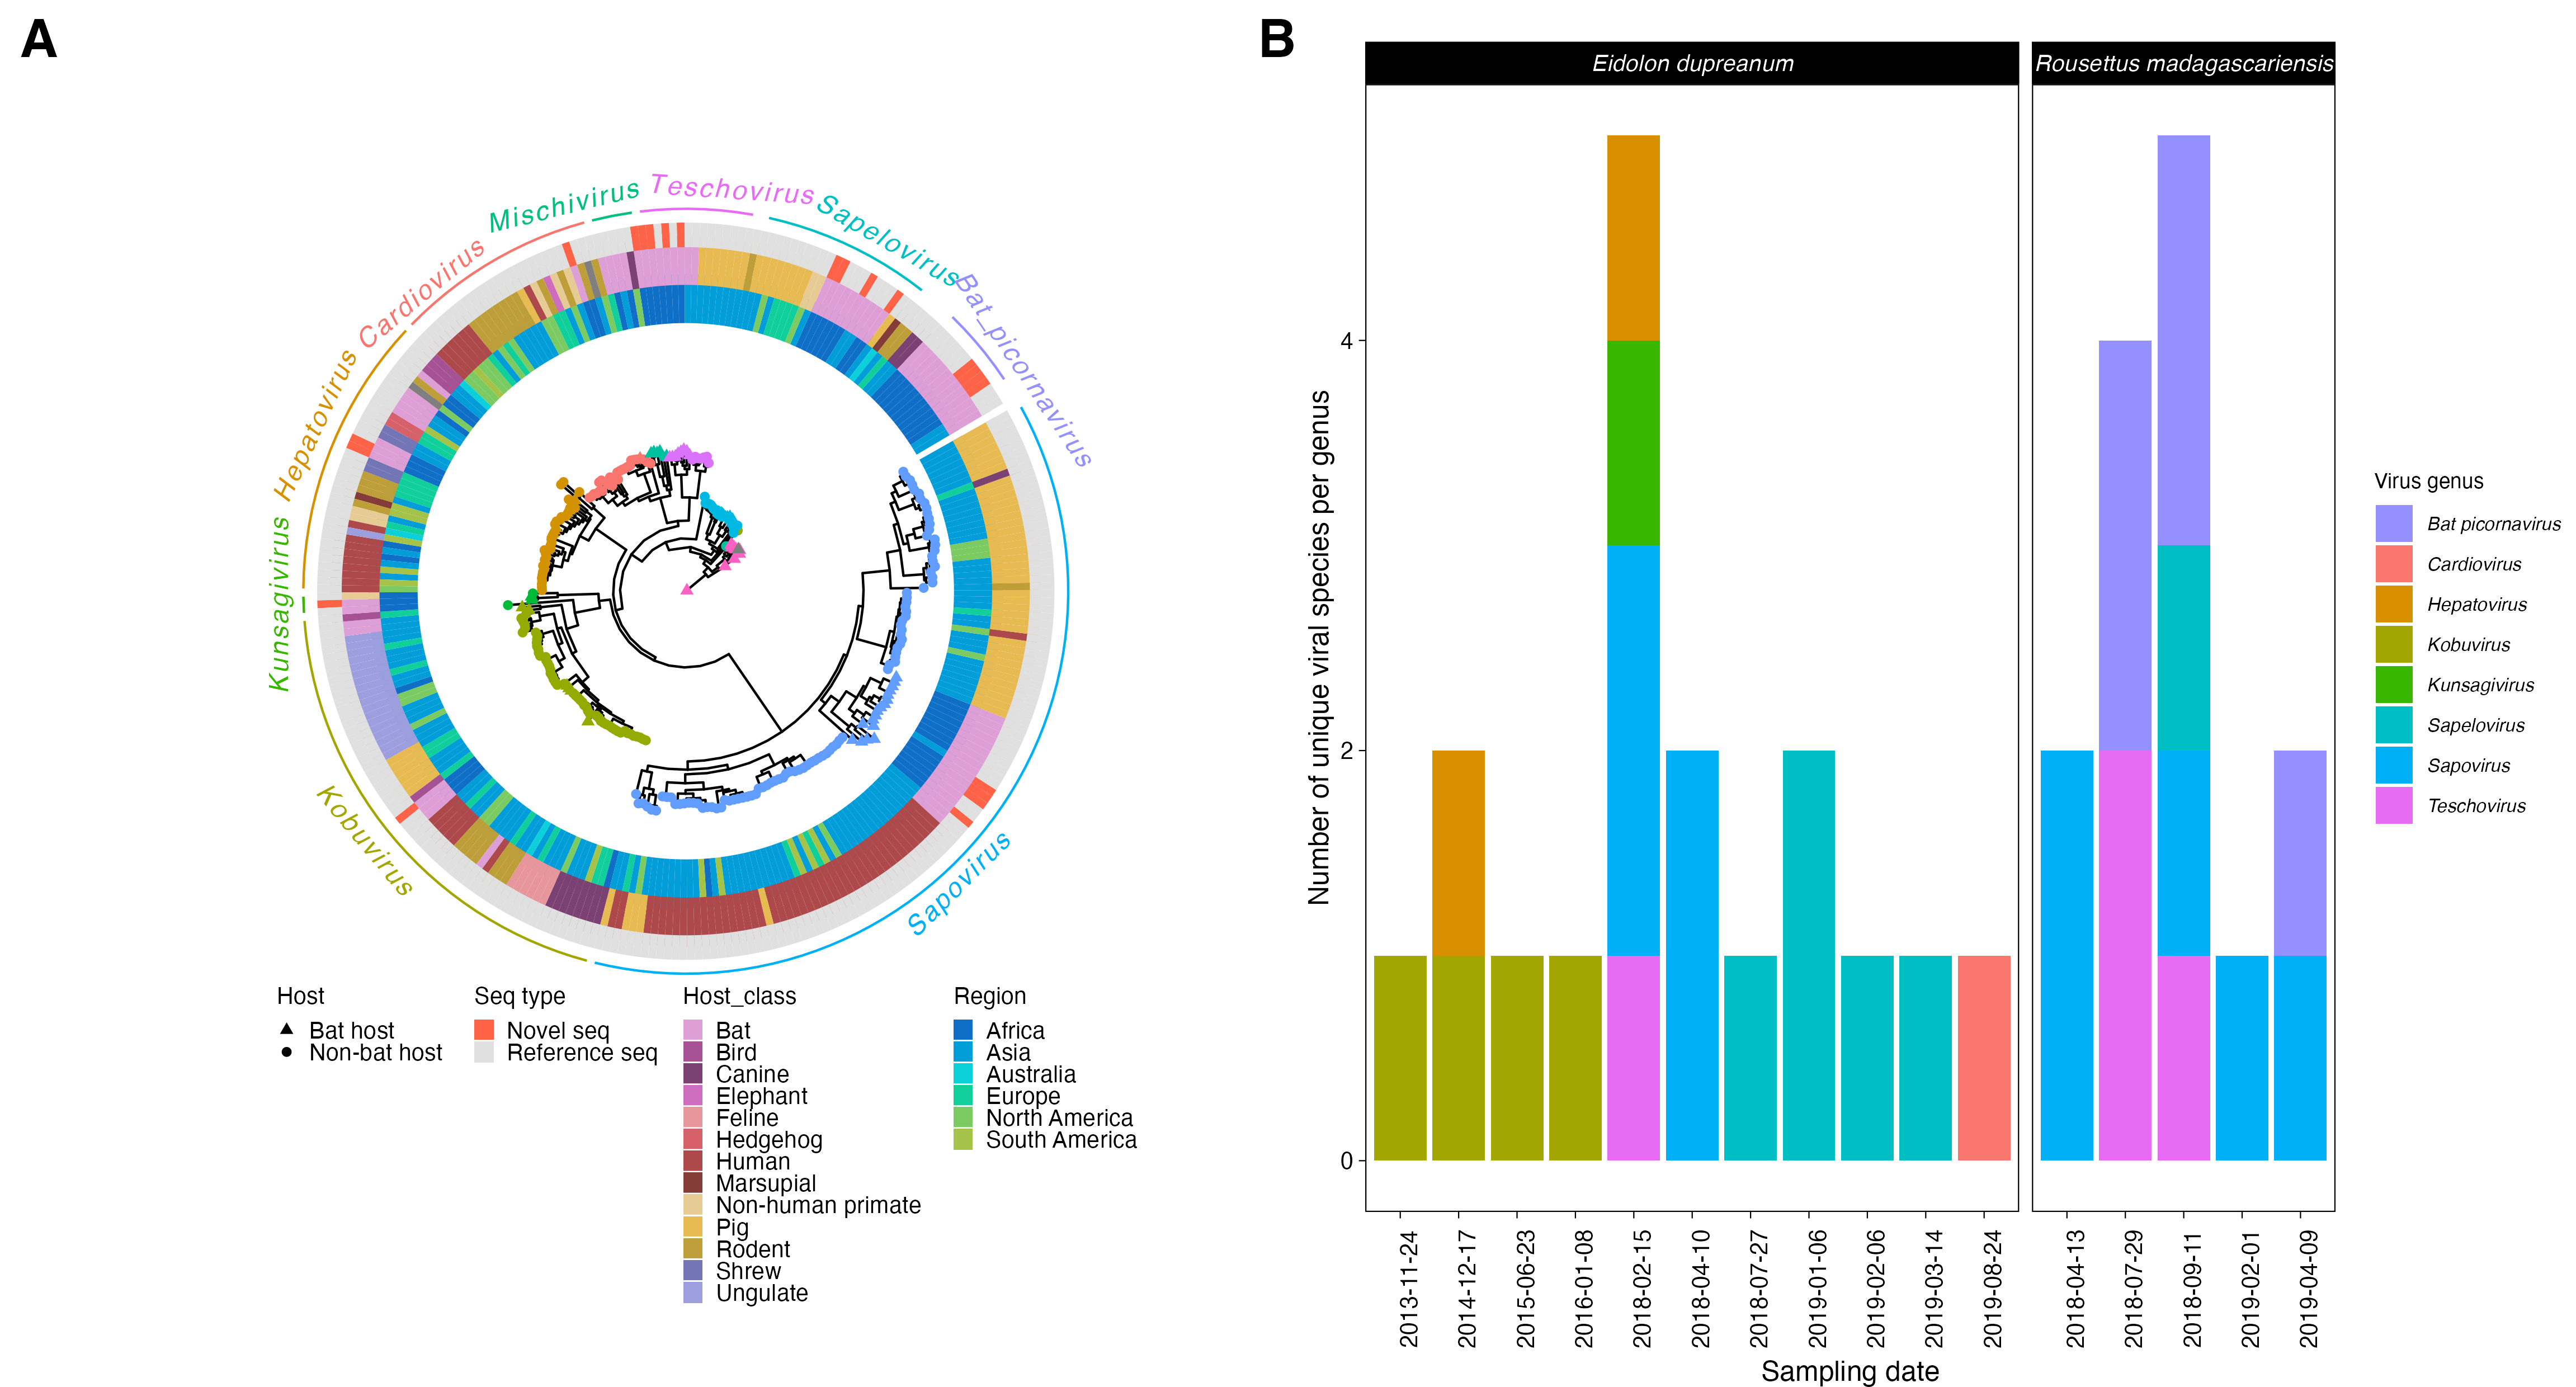 A
Mischivirus
Teschovirus
Sapelovirus
Cardiovirus
Bat_picornavirus
Hepatovirus
Kunsagivirus
Kobuvirus
Sapovirus
Host
Bat host
Non-bat host
Seq type
Novel seq
Reference seq
Host_class
Bat
Bird
Canine
Elephant
Feline
Hedgehog
Human
Marsupial
Non-human primate
Pig
Rodent
Shrew
Ungulate
Region
Africa
Asia
Australia
Europe
North America
South America
B
Eidolon dupreanum
Rousettus madagascariensis
Number of unique viral species per genus
4
2
0
2013-11-24
2014-12-17
2015-06-23
2016-01-08
2018-02-15
2018-04-10
2018-07-27
2019-01-06
2019-02-06
2019-03-14
2019-08-24
2018-04-13
2018-07-29
2018-09-11
2019-02-01
2019-04-09
Sampling date
Virus genus
Bat picornavirus
Cardiovirus
Hepatovirus
Kobuvirus
Kunsagivirus
Sapelovirus
Sapovirus
Teschovirus